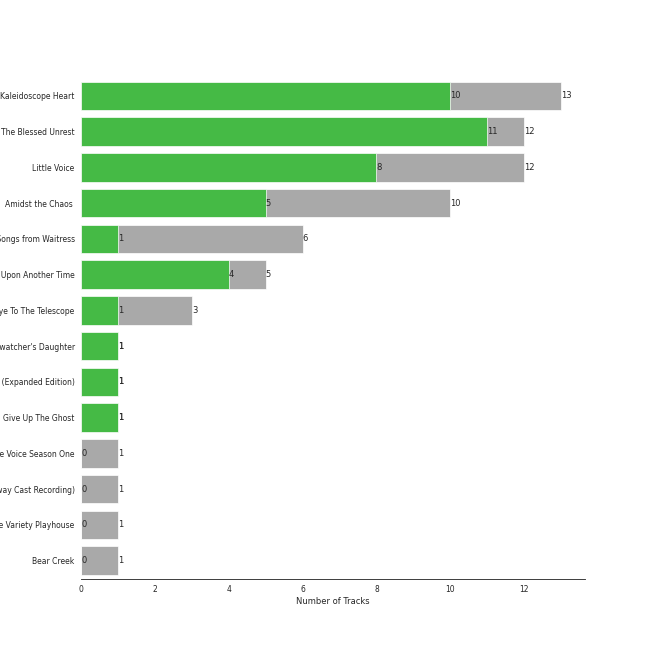 Kaleidoscope Heart 10 13
The Blessed Unrest 11 12
Little Voice 8 12
Amidst the Chaos 5 10
Songs from Waitress 1 6
Upon Another Time 4 5
ye To The Telescope 1 3
watcher's Daughter 1
(Expanded Edition) 1
Give Up The Ghost 1
e Voice Season One 0 1
way Cast Recording) 0 1
e Variety Playhouse 0 1
Bear Creek 0 1
0 2 4 6 8 10 12
Number of Tracks